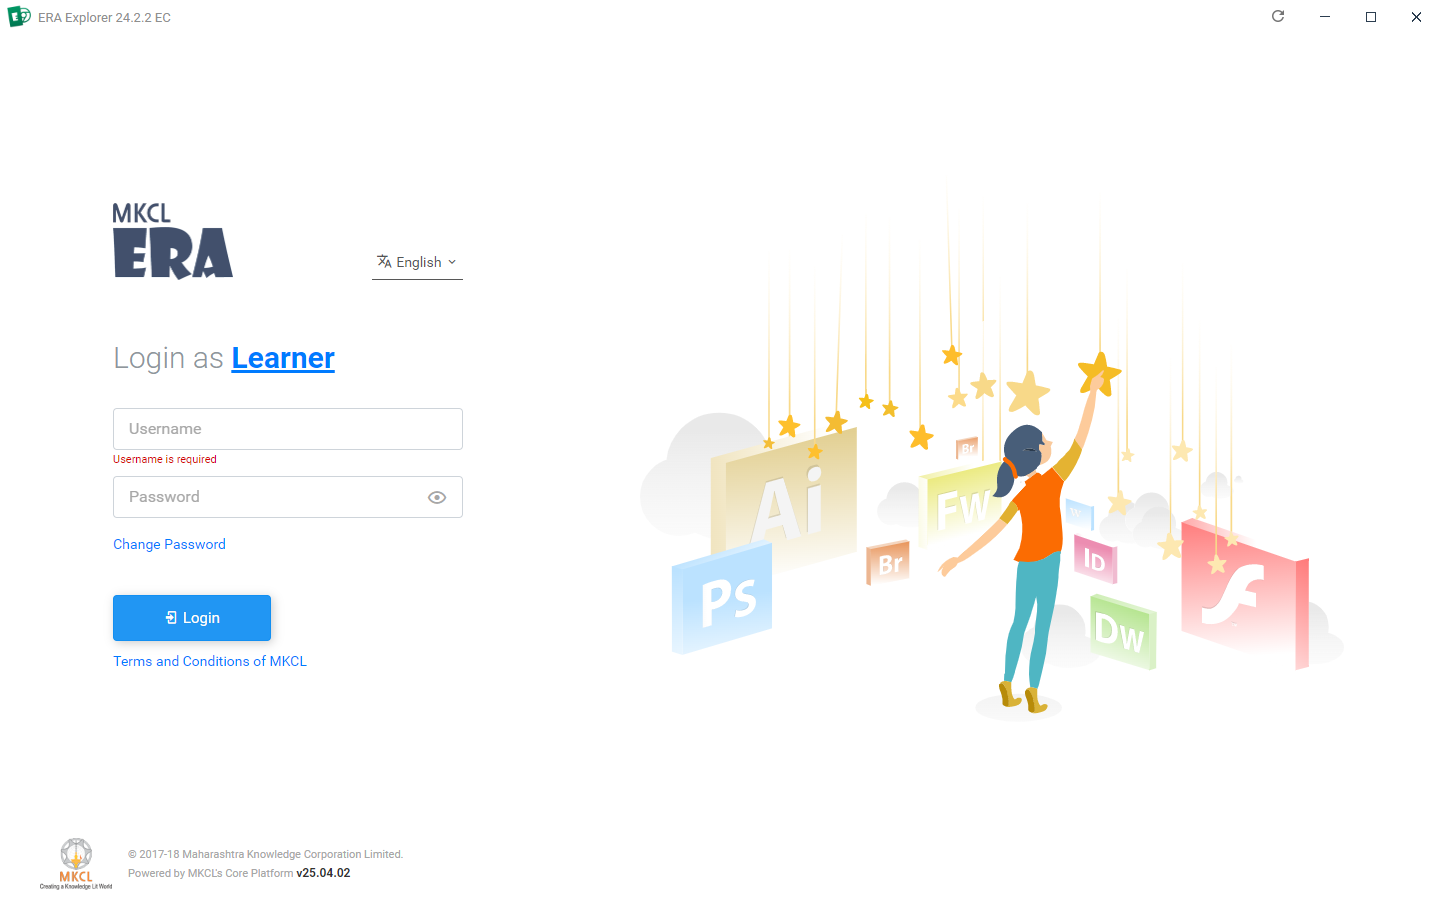 ERA Explorer 24.2.2 EC
MKCL
ERA
English
Login as Learner
Username
Username is required
Password
Change Password
Login
Terms and Conditions of MKCL
Ai
Br
Fw
Ps
Br
ID
Dw
MKCL
Creating a Knowledge Lit World
© 2017-18 Maharashtra Knowledge Corporation Limited.
Powered by MKCL's Core Platform v25.04.02